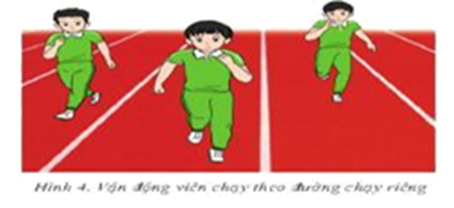 Hình 4. Vận động viên chạy theo đường chạy riêng